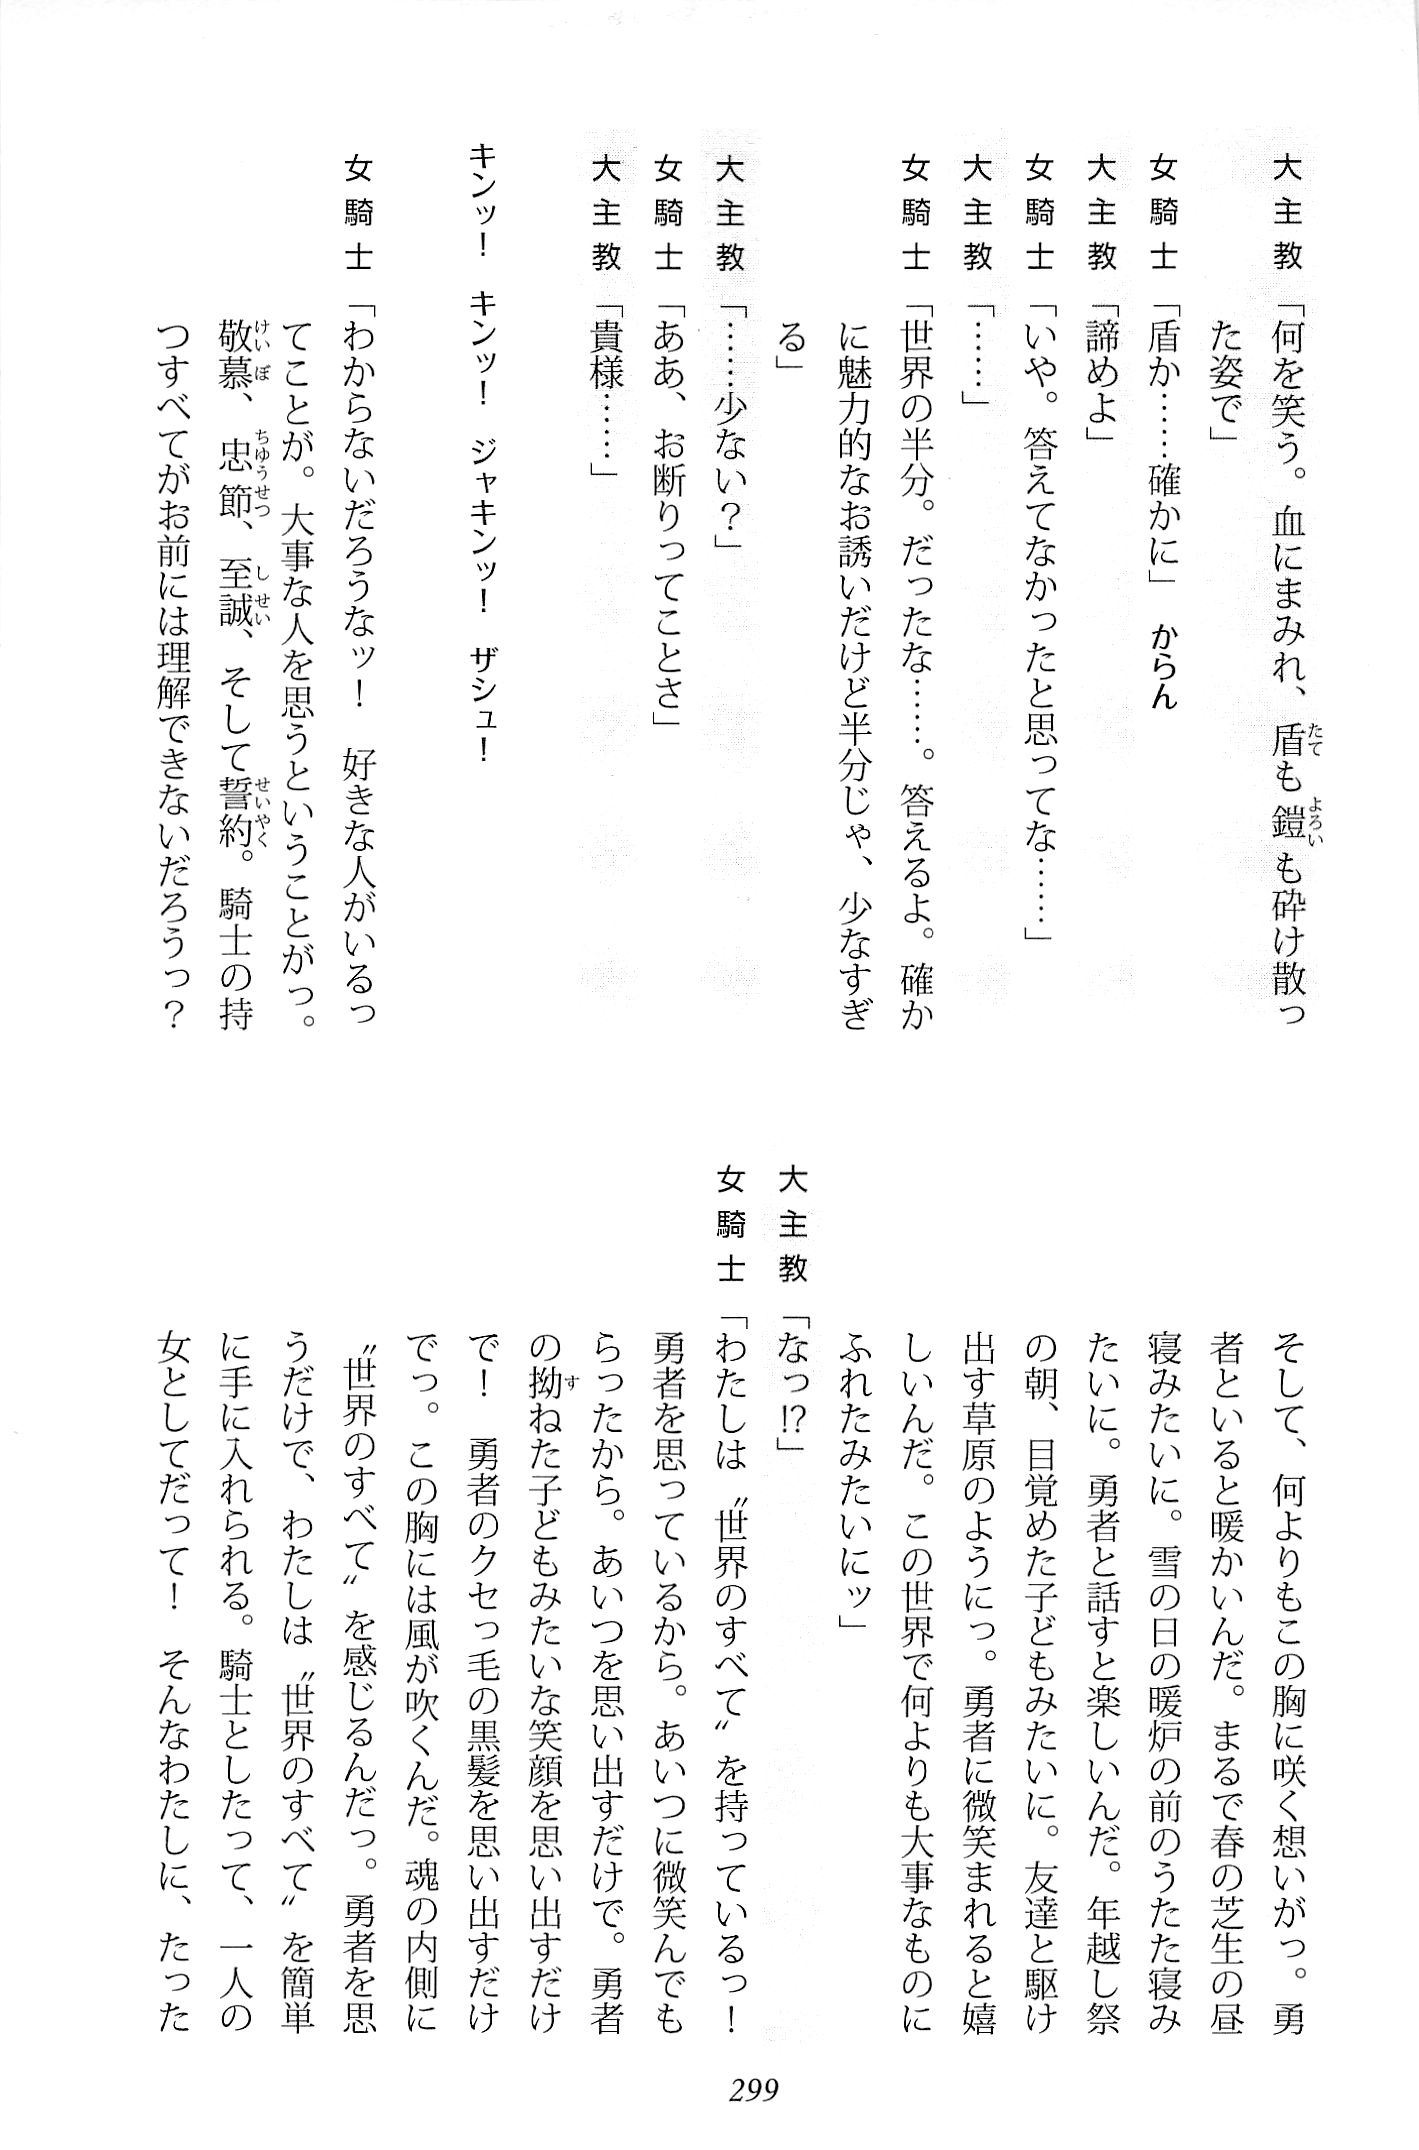 大主教「何を笑う。血にまみれ、盾も鎧も砕け散っ
た姿で」
女騎士「盾か……確かに」　からん
大主教「諦めよ」
女騎士「いや。答えてなかったと思ってな……」
大主教「……」
女騎士「世界の半分。だったな……。答えるよ。確か
に魅力的なお誘いだけど半分じゃ、少なすぎ
る」
大主教「……少ない？」
女騎士「ああ、お断りってことさ」
大主教「貴様……」
キンッ！　キンッ！　ジャキンッ！　ザシュ！
女騎士「わからないだろうなッ！　好きな人がいるっ
てことが。大事な人を思うということがっ。
敬慕、忠節、至誠、そして誓約。騎士の持
つすべてがお前には理解できないだろうっ？
そして、何よりもこの胸に咲く想いがっ。勇
者といると暖かいんだ。まるで春の芝生の昼
寝みたいに。雪の日の暖炉の前のうたた寝み
たいに。勇者と話すと楽しいんだ。年越し祭
の朝、目覚めた子どもみたいに。友達と駆け
出す草原のようにっ。勇者に微笑まれると嬉
しいんだ。この世界で何よりも大事なものに
ふれたみたいにッ」
大主教「なっ!?」
女騎士「わたしは〝世界のすべて〟を持っているっ！
勇者を思っているから。あいつに微笑んでも
らったから。あいつを思い出すだけで。勇者
の拗ねた子どもみたいな笑顔を思い出すだけ
で！　勇者のクセっ毛の黒髪を思い出すだけ
でっ。この胸には風が吹くんだ。魂の内側に
〝世界のすべて〟を感じるんだっ。勇者を思
うだけで、わたしは〝世界のすべて〟を簡単
に手に入れられる。騎士としたって、一人の
女としてだって！　そんなわたしに、たった
299